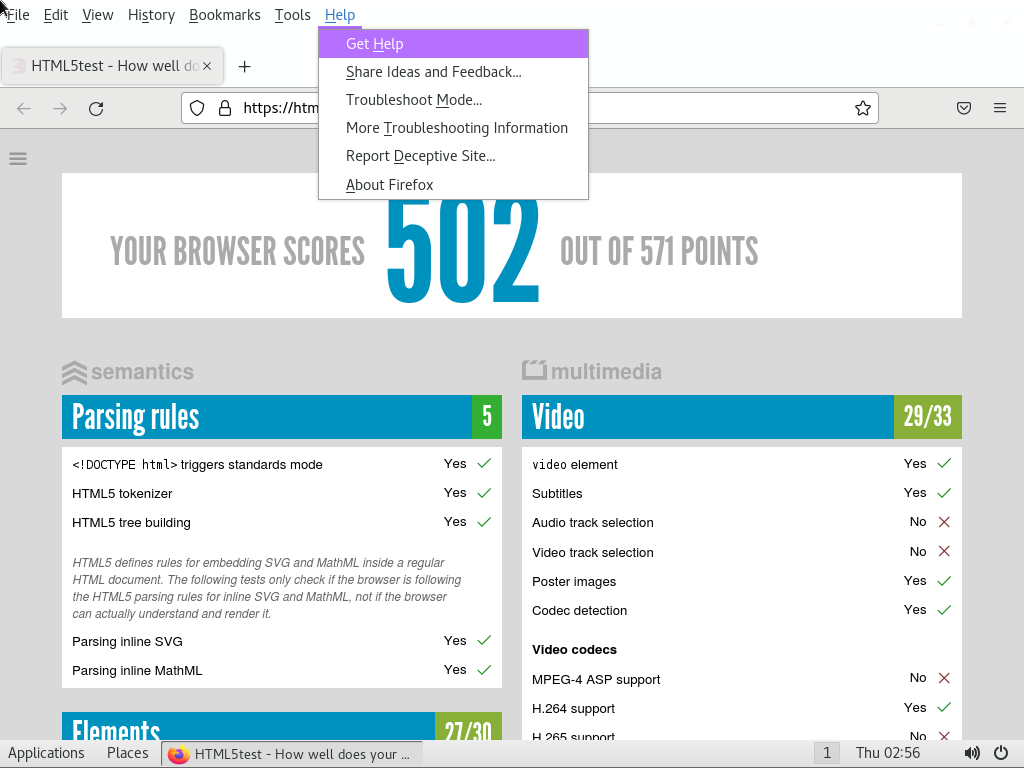 File Edit View History Bookmarks Tools Help
HTML5test - How well do
https://htm
Get Help
Share Ideas and Feedback...
Troubleshoot Mode...
More Troubleshooting Information
Report Deceptive Site...
About Firefox
YOUR BROWSER SCORES 502 OUT OF 571 POINTS
semantics
Parsing rules 5
<!DOCTYPE html> triggers standards mode Yes
HTML5 tokenizer Yes
HTML5 tree building Yes
HTML5 defines rules for embedding SVG and MathML inside a regular
HTML document. The following tests only check if the browser is following
the HTML5 parsing rules for inline SVG and MathML, not if the browser
can actually understand and render it.
Parsing inline SVG Yes
Parsing inline MathML Yes
Elements 27/30
multimedia
Video 29/33
video element Yes
Subtitles Yes
Audio track selection No
Video track selection No
Poster images Yes
Codec detection Yes
Video codecs
MPEG-4 ASP support No
H.264 support Yes
H.265 support No
Applications Places HTML5test - How well does your ... 1 Thu 02:56